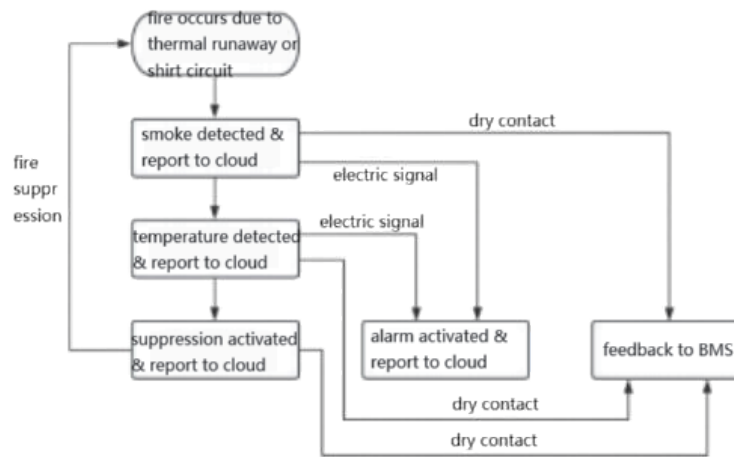 fire occurs due to
thermal runaway or
shirt circuit
dry contact
smoke detected &
report to cloud
electric signal
fire
suppr
ession
electric signal
temperature detected
& report to cloud
suppression activated
& report to cloud
alarm activated &
report to cloud
feedback to BMS
dry contact
dry contact